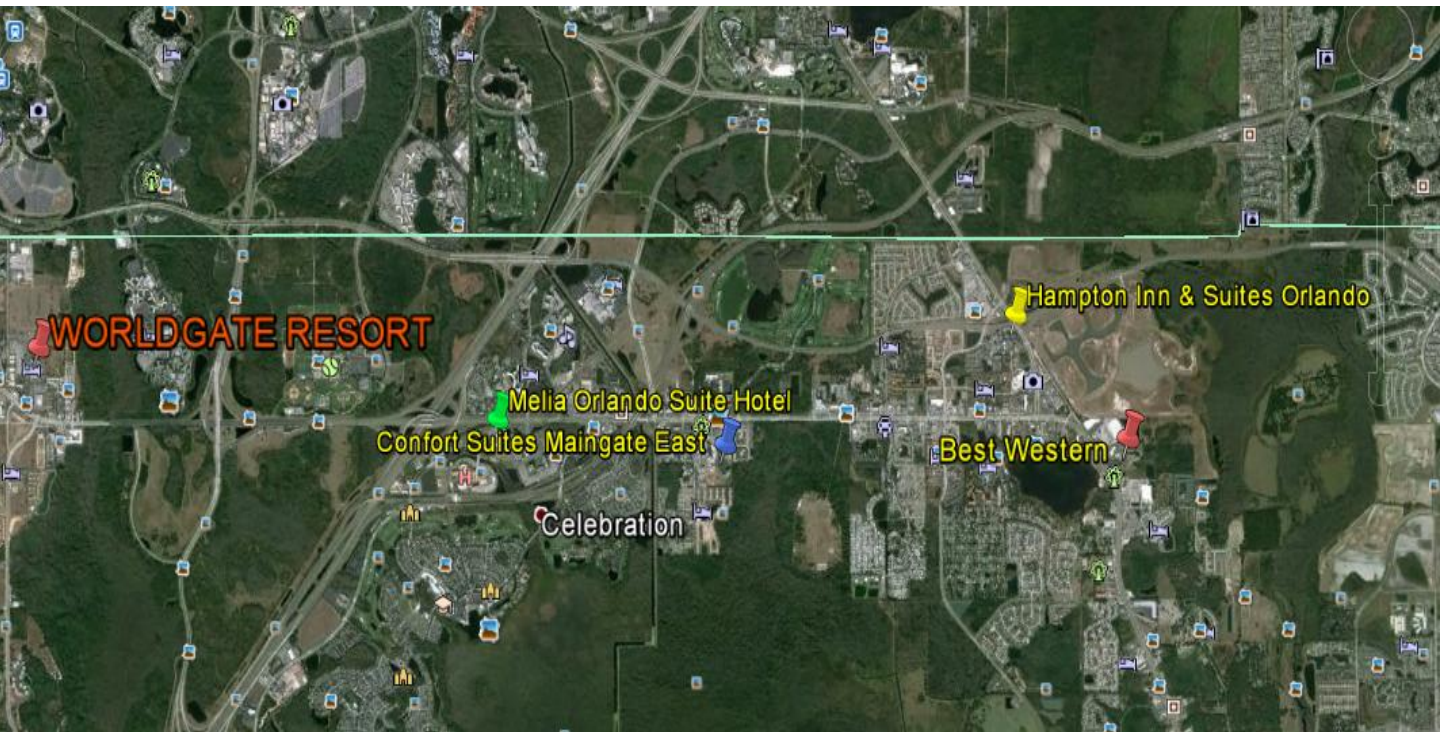 Hampton Inn & Suites Orlando
WORLDGATE RESORT
Melia Orlando Suite Hotel
Confort Suites Maingate East
Best Western
H
Celebration